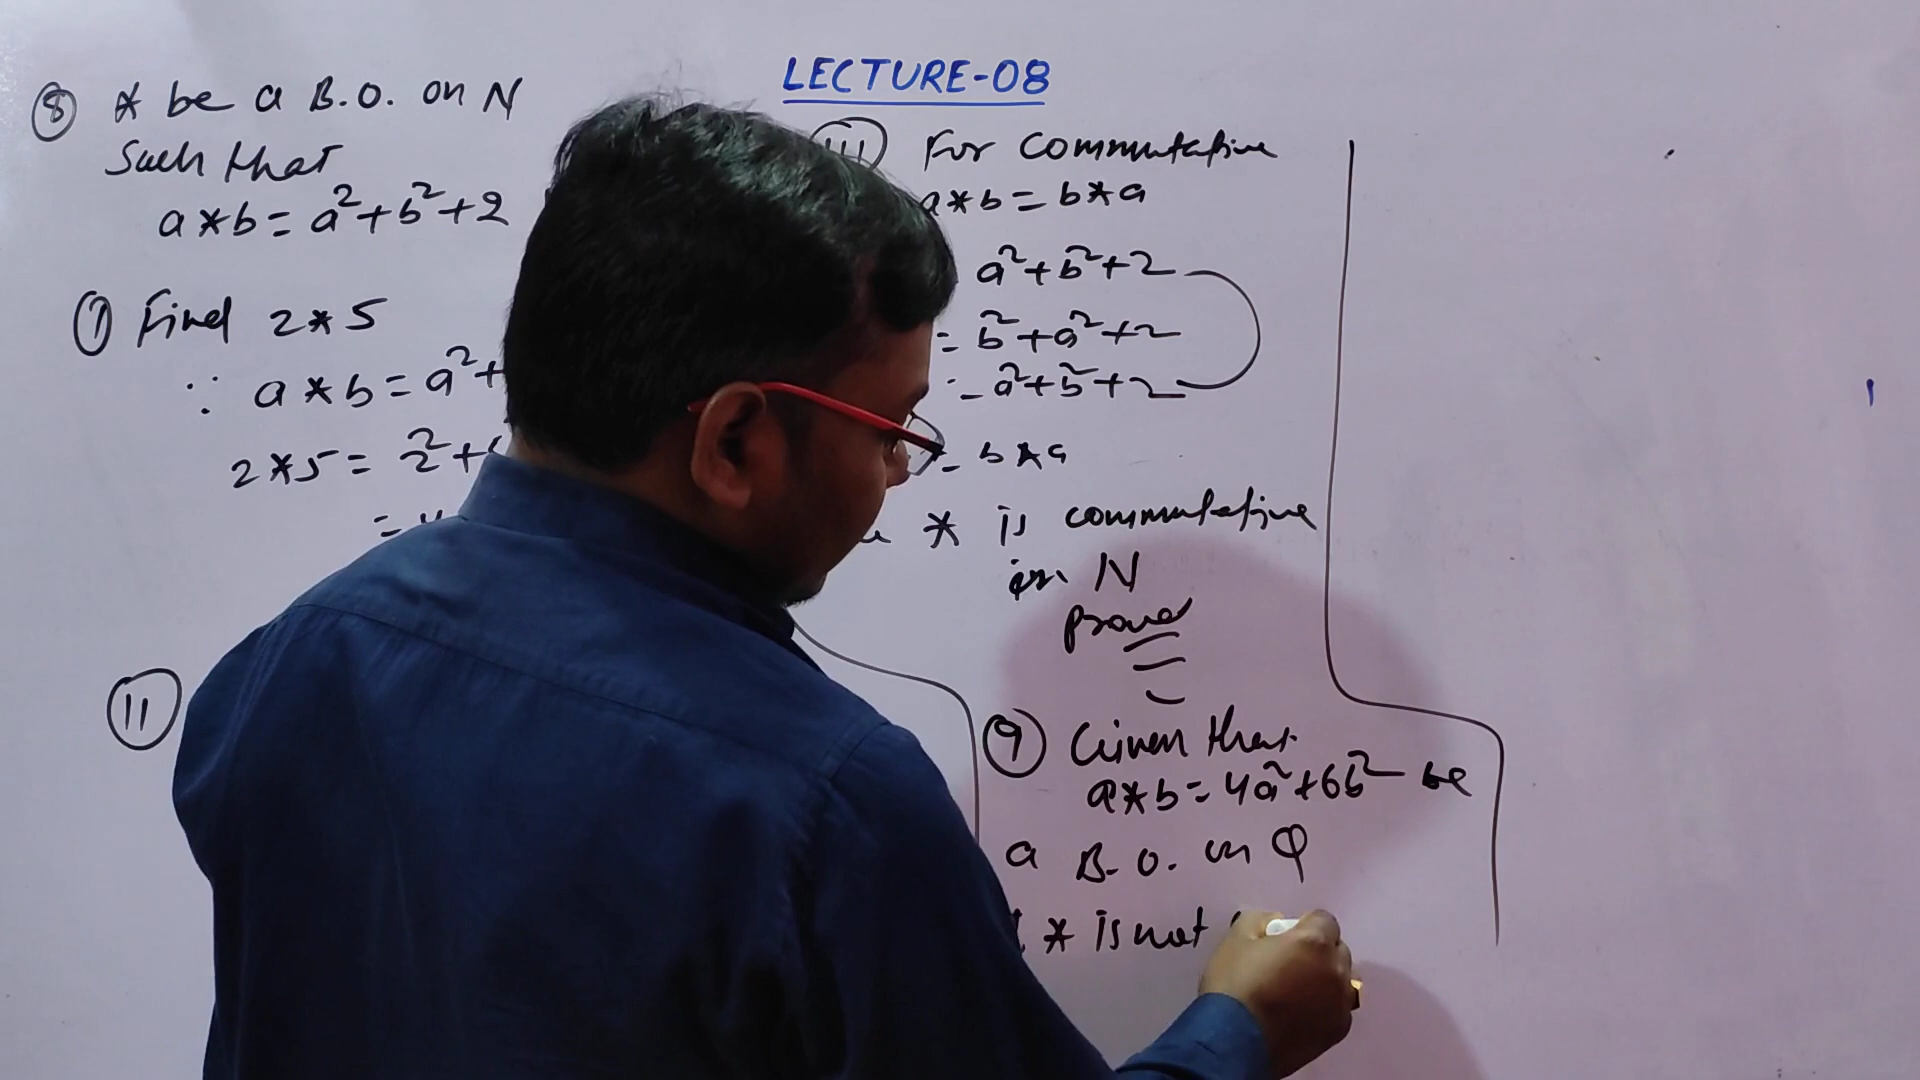 LECTURE-08
⑧ * be a B.O. on N
Such that
a*b = a²+b²+2
① Find 2*5
∵ a*b = a²+
2*5 = 2²+
=
⑪
(iii) For Commutative
a*b = b*a
a²+b²+2
= b²+a²+2
= a²+b²+2
= b*a
* is commutative
in N
proved
⑨ Given that
a*b = 4a²+6b² be
a B.O. on Q
* is not